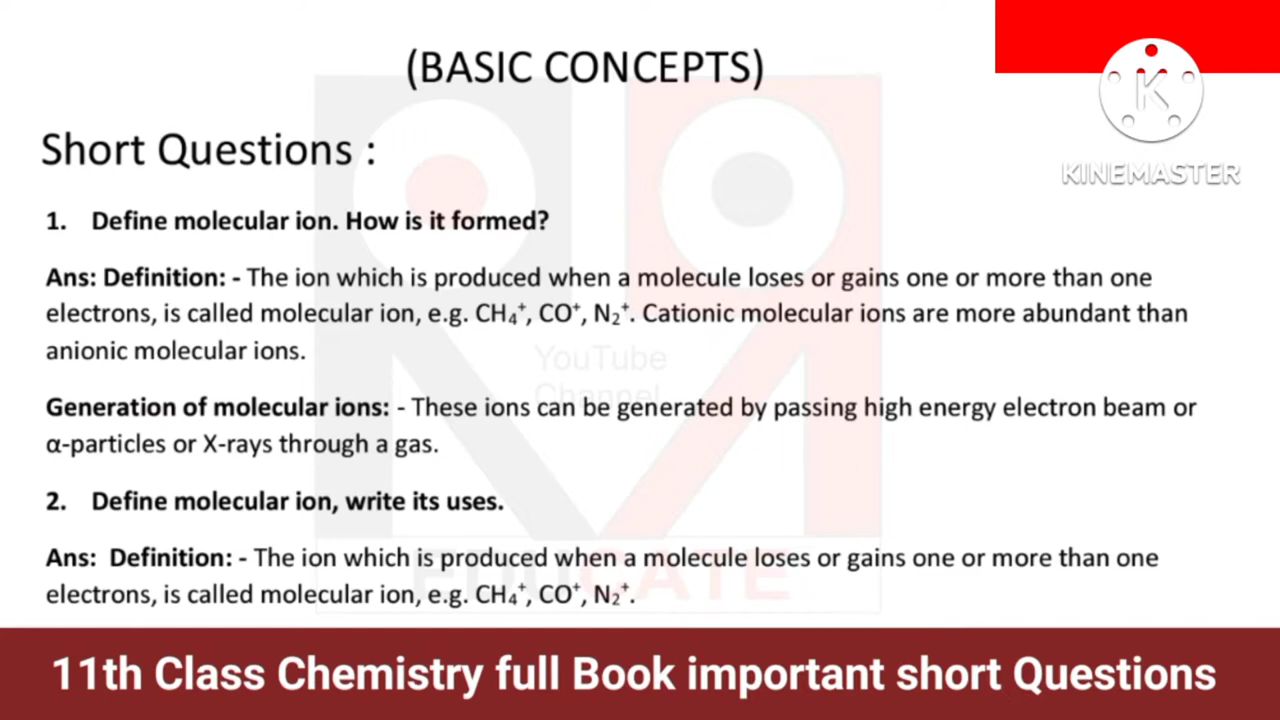 (BASIC CONCEPTS)
KINEMASTER
Short Questions :
1. Define molecular ion. How is it formed?
Ans: Definition: - The ion which is produced when a molecule loses or gains one or more than one
electrons, is called molecular ion, e.g. CH₄⁺, CO⁺, N₂⁺. Cationic molecular ions are more abundant than
anionic molecular ions.
YouTube
Channel
Generation of molecular ions: - These ions can be generated by passing high energy electron beam or
α-particles or X-rays through a gas.
2. Define molecular ion, write its uses.
Ans: Definition: - The ion which is produced when a molecule loses or gains one or more than one
EDUCATE
electrons, is called molecular ion, e.g. CH₄⁺, CO⁺, N₂⁺.
11th Class Chemistry full Book important short Questions